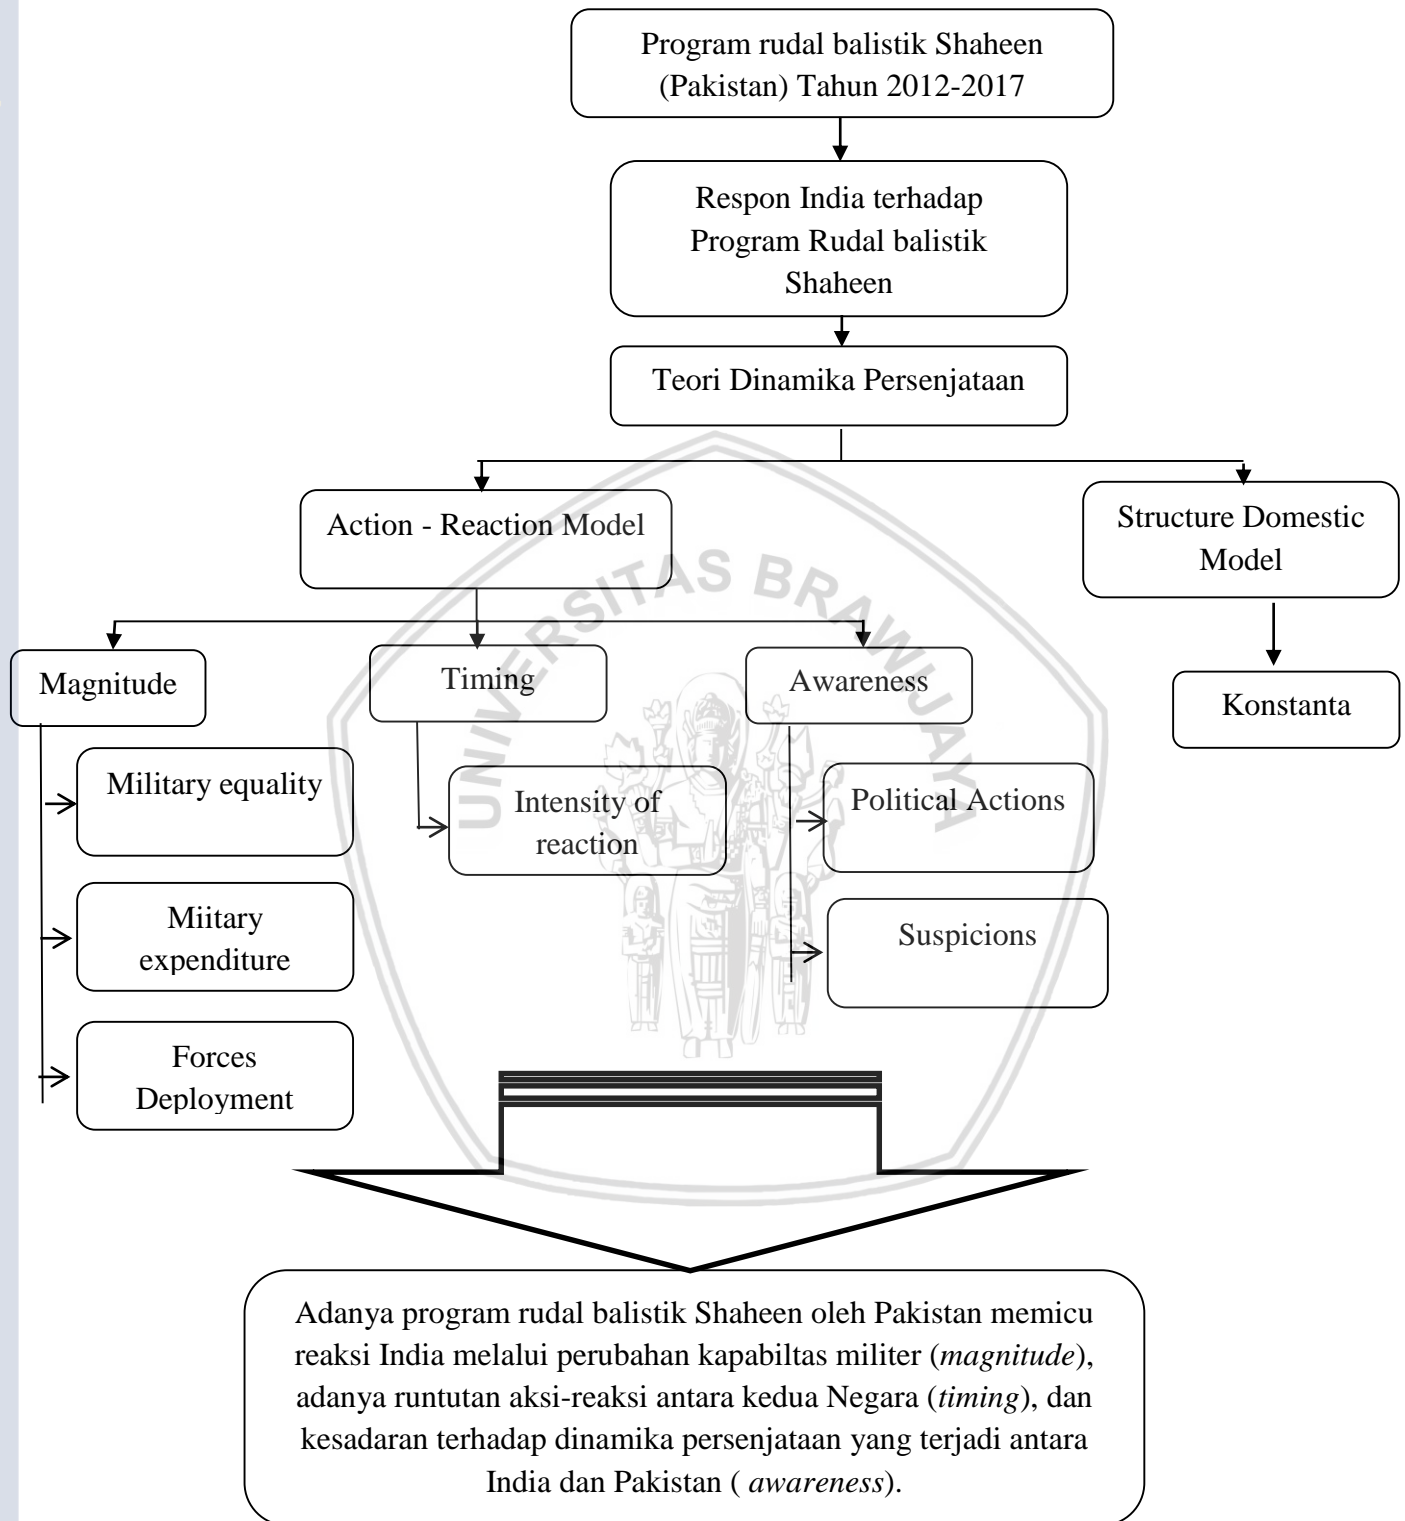 Program rudal balistik Shaheen
(Pakistan) Tahun 2012-2017
Respon India terhadap
Program Rudal balistik
Shaheen
Teori Dinamika Persenjataan
Action - Reaction Model
Structure Domestic
Model
UNIVERSITAS BRAWIJAYA
Magnitude
Timing
Awareness
Konstanta
Military equality
Intensity of
reaction
Political Actions
Miitary
expenditure
Suspicions
Forces
Deployment
Adanya program rudal balistik Shaheen oleh Pakistan memicu
reaksi India melalui perubahan kapabiltas militer (magnitude),
adanya runtutan aksi-reaksi antara kedua Negara (timing), dan
kesadaran terhadap dinamika persenjataan yang terjadi antara
India dan Pakistan ( awareness).